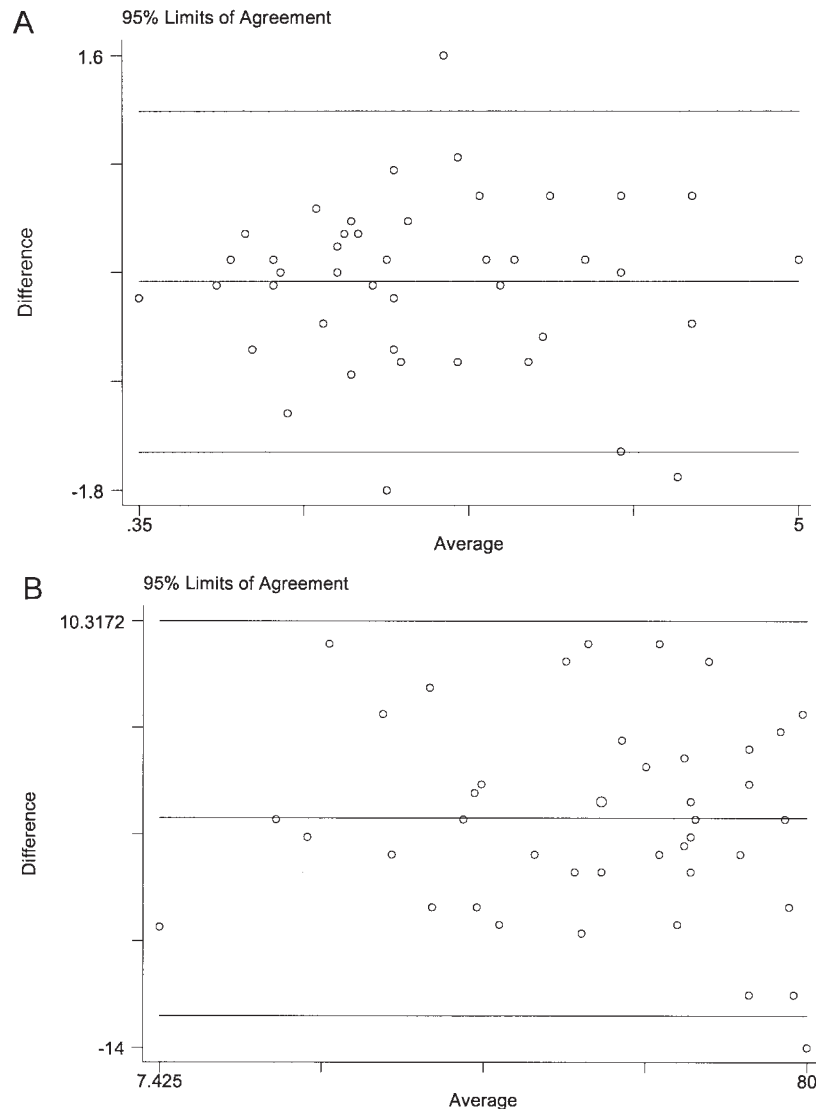 A
95% Limits of Agreement
1.6
Difference
-1.8
.35
5
Average
B
95% Limits of Agreement
10.3172
Difference
-14
7.425
80
Average